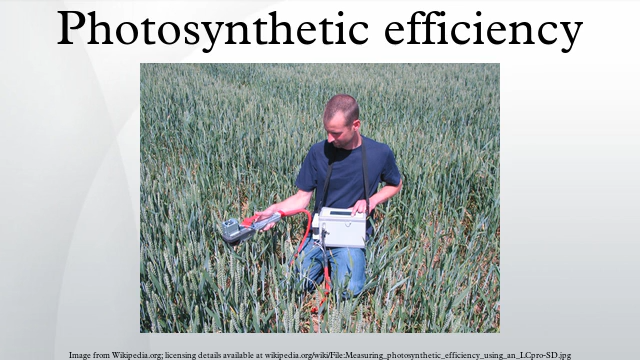 Photosynthetic efficiency
Image from Wikipedia.org; licensing details available at wikipedia.org/wiki/File:Measuring_photosynthetic_efficiency_using_an_LCpro-SD.jpg